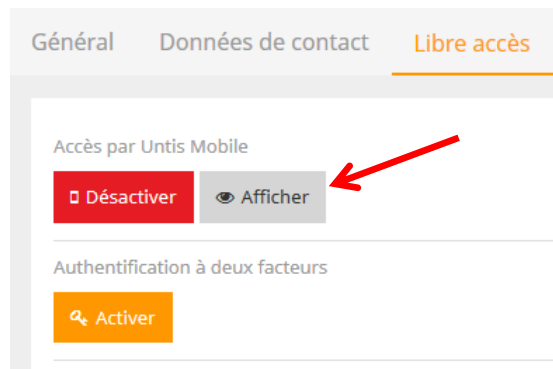 Général Données de contact Libre accès
Accès par Untis Mobile
Désactiver Afficher
Authentification à deux facteurs
Activer